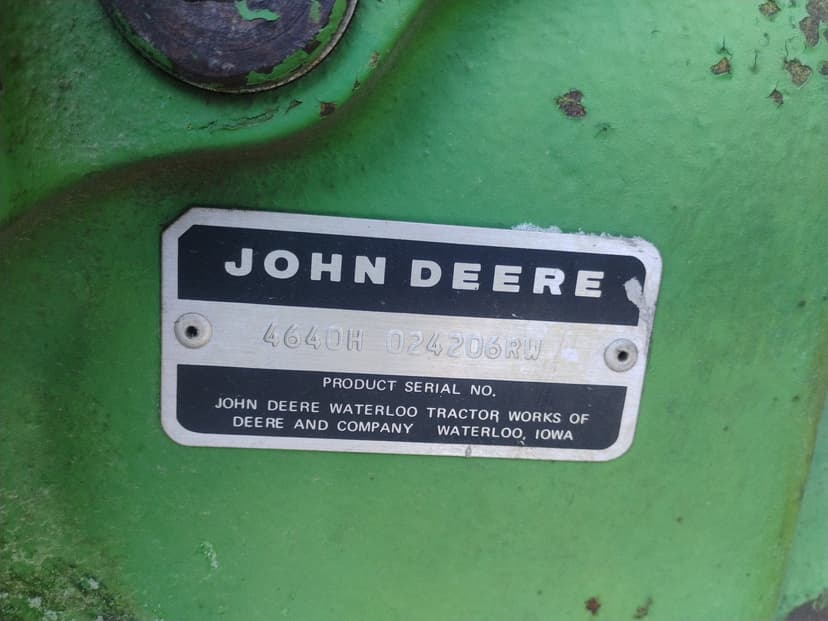 JOHN DEERE
4640H 024206RW
PRODUCT SERIAL NO.
JOHN DEERE WATERLOO TRACTOR WORKS OF
DEERE AND COMPANY WATERLOO, IOWA